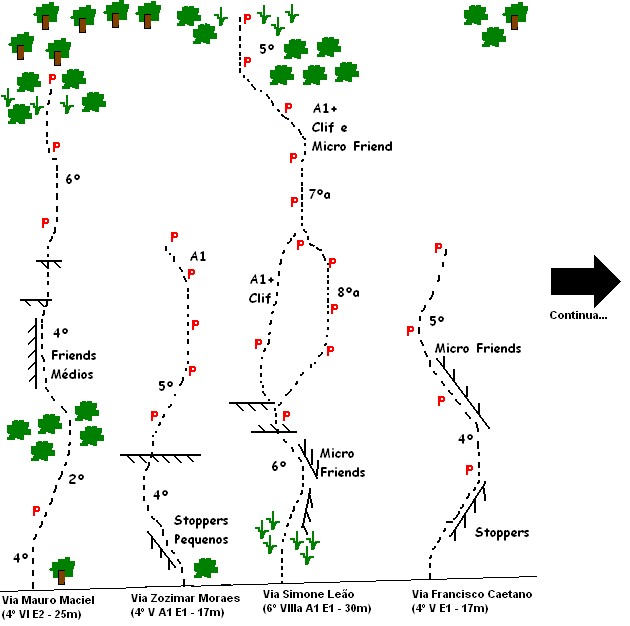 P
P
5º
P
P
A1+
Clif e
Micro Friend
P
P
6º
P
7ºa
P
P
P
P
A1
P
P
A1+
Clif
8ºa
P
Continua...
P
5º
P
4º
Friends
Médios
P
P
Micro Friends
P
5º
P
P
P
4º
6º
Micro
Friends
P
2º
4º
P
Stoppers
Pequenos
Stoppers
4º
Via Mauro Maciel
(4º VI E2 - 25m)
Via Zozimar Moraes
(4º V A1 E1 - 17m)
Via Simone Leão
(6º VIIIa A1 E1 - 30m)
Via Francisco Caetano
(4º V E1 - 17m)